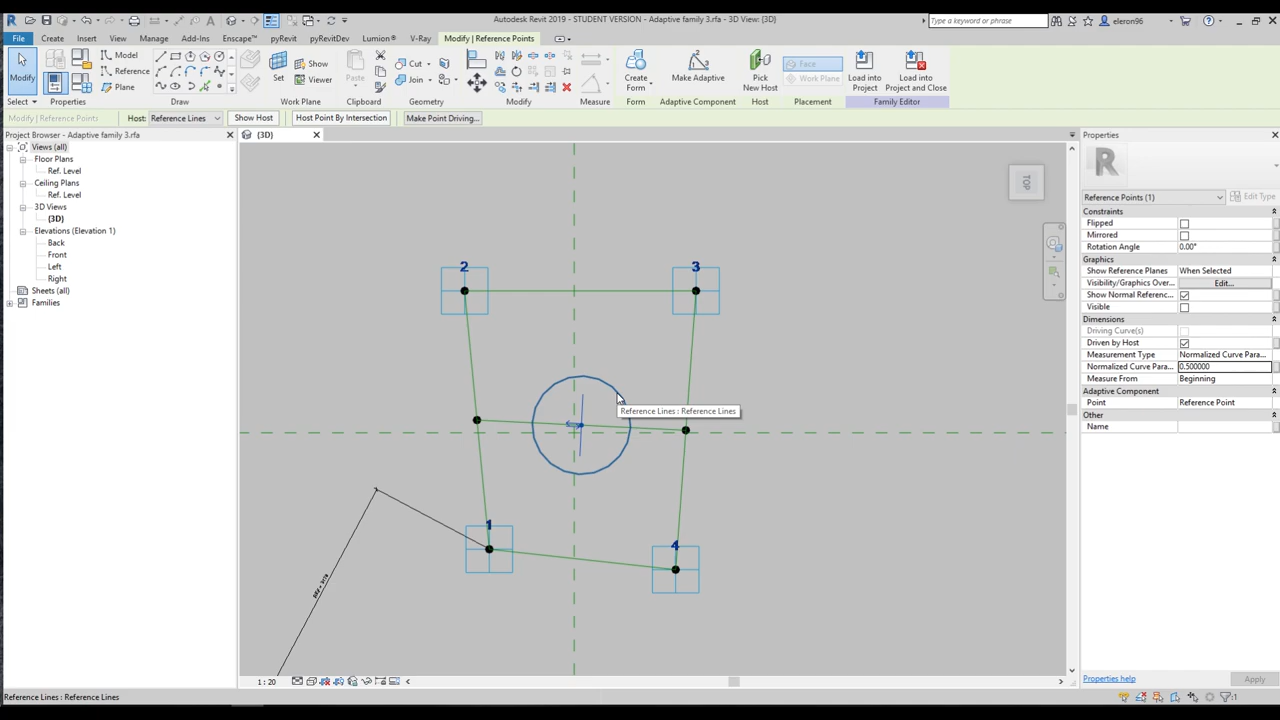 Autodesk Revit 2019 - STUDENT VERSION - Adaptive family 3.rfa - 3D View: {3D}
Type a keyword or phrase
eleron96
File
Create
Insert
View
Manage
Add-Ins
Enscape™
pyRevit
pyRevitDev
Lumion®
V-Ray
Modify | Reference Points
Modify
Model
Reference
Plane
Set
Show
Viewer
Paste
Cut
Join
Create
Form
Make Adaptive
Pick
New Host
Face
Work Plane
Load into
Project
Load into
Project and Close
Select
Properties
Draw
Work Plane
Clipboard
Geometry
Modify
Measure
Form
Adaptive Component
Host
Placement
Family Editor
Modify | Reference Points
Host:
Reference Lines
Show Host
Host Point By Intersection
Make Point Driving...
Project Browser - Adaptive family 3.rfa
Views (all)
Floor Plans
Ref. Level
Ceiling Plans
Ref. Level
3D Views
{3D}
Elevations (Elevation 1)
Back
Front
Left
Right
Sheets (all)
Families
{3D}
TOP
2
3
1
4
Reference Lines : Reference Lines
Properties
R
Reference Points (1)
Edit Type
Constraints
Flipped
Mirrored
Rotation Angle
0.00°
Graphics
Show Reference Planes
When Selected
Visibility/Graphics Over...
Edit...
Show Normal Referenc...
Visible
Dimensions
Driving Curve(s)
Driven by Host
Measurement Type
Normalized Curve Para...
Normalized Curve Para...
0.500000
Measure From
Beginning
Adaptive Component
Point
Reference Point
Other
Name
Properties help
Apply
1 : 20
Reference Lines : Reference Lines
:1